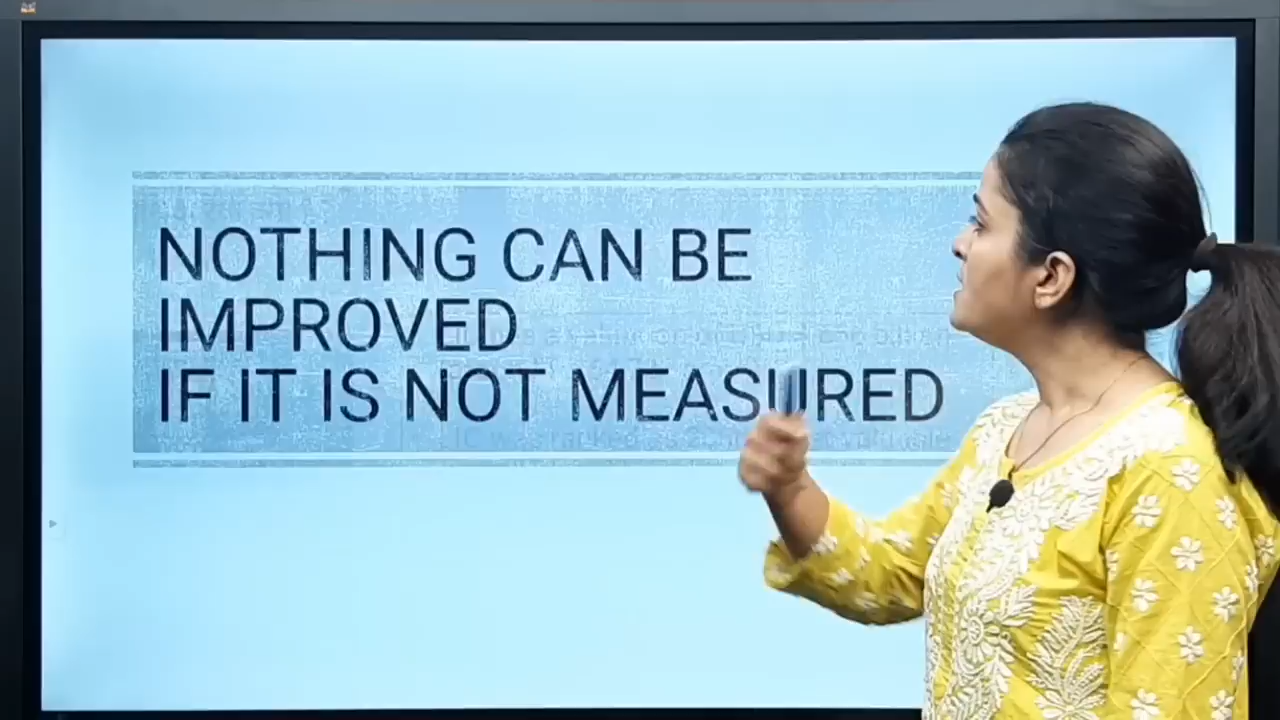 NOTHING CAN BE
IMPROVED
IF IT IS NOT MEASURED